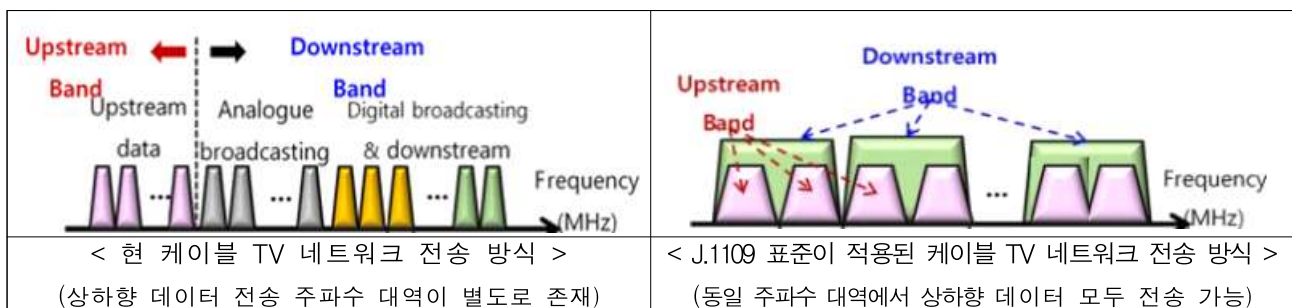 Upstream Downstream
Band Band
Upstream Analogue Digital broadcasting
data broadcasting & downstream
... ... ...
Frequency
(MHz)
< 현 케이블 TV 네트워크 전송 방식 >
(상하향 데이터 전송 주파수 대역이 별도로 존재)
Downstream
Band
Upstream
Band
...
Frequency
(MHz)
< J.1109 표준이 적용된 케이블 TV 네트워크 전송 방식 >
(동일 주파수 대역에서 상하향 데이터 모두 전송 가능)